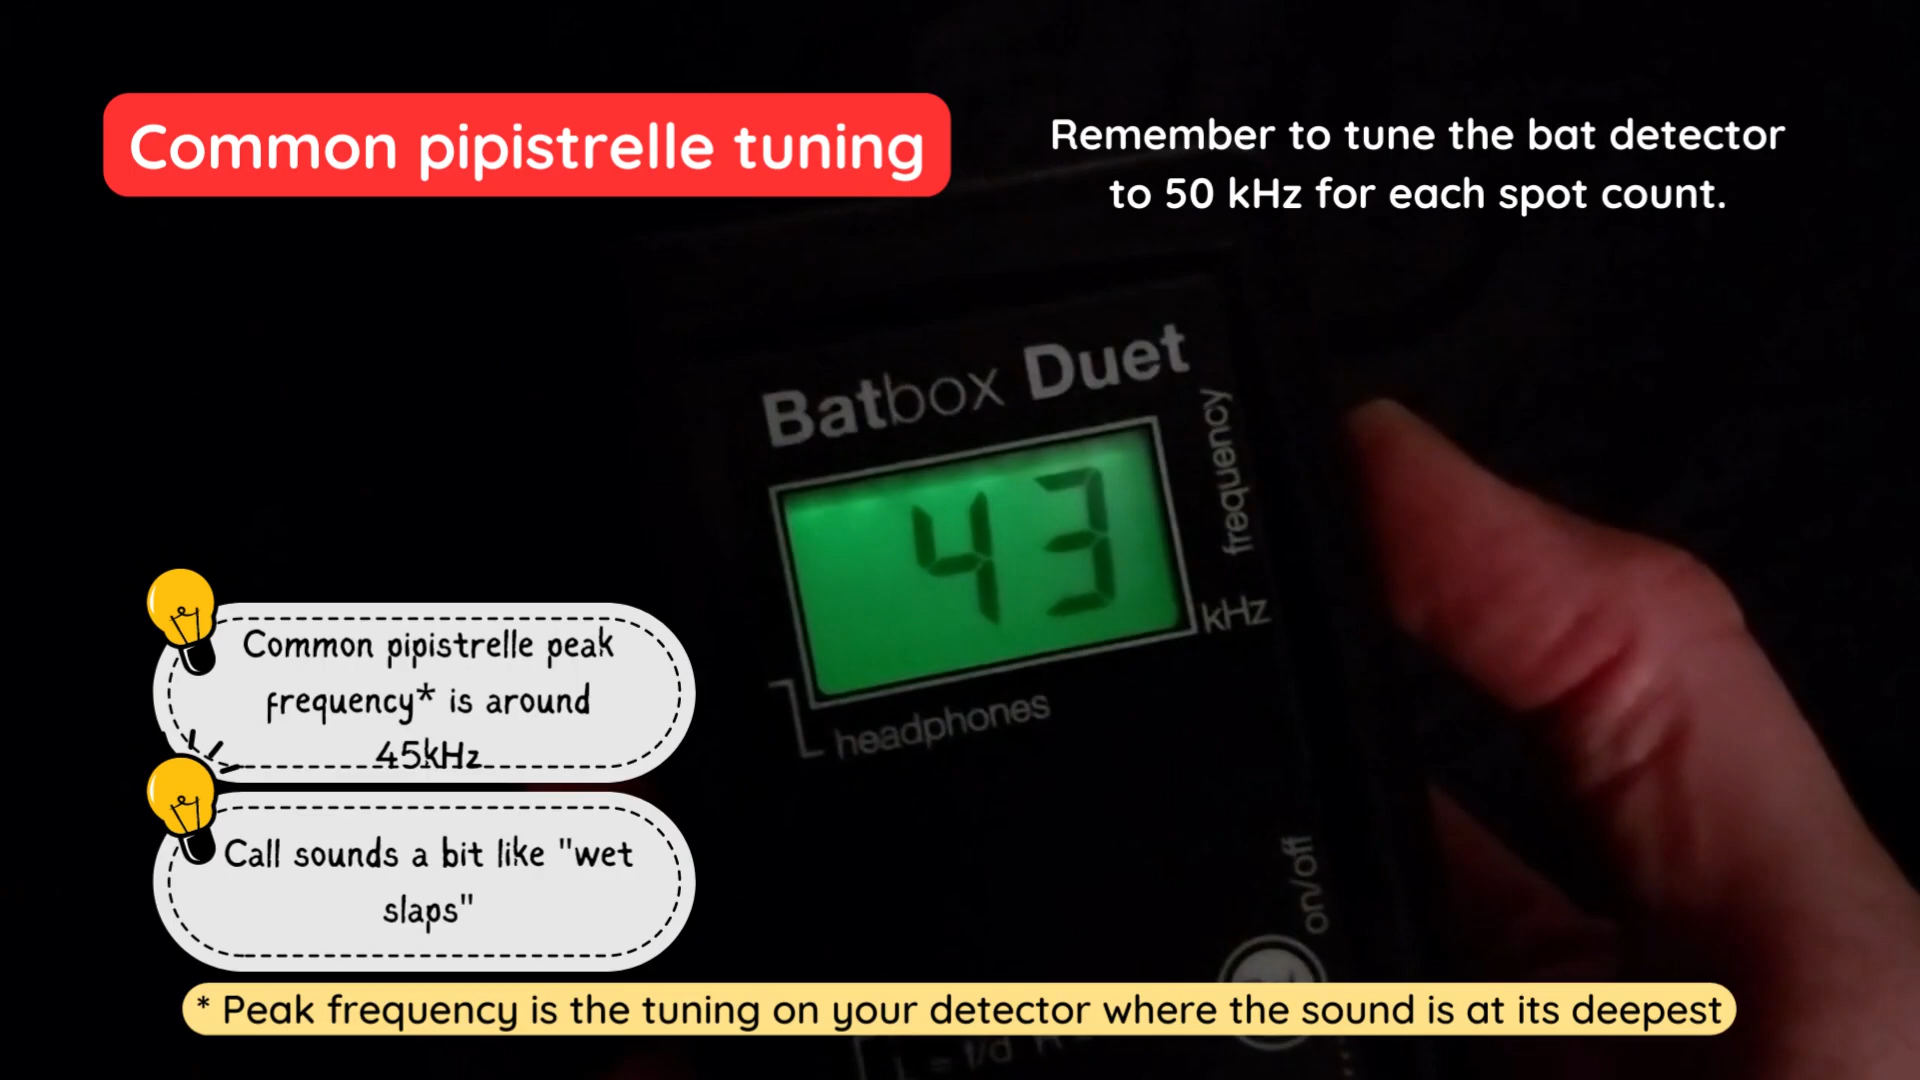 Common pipistrelle tuning
Remember to tune the bat detector
to 50 kHz for each spot count.
Batbox Duet
frequency
43
kHz
headphones
Common pipistrelle peak
frequency* is around
45kHz
Call sounds a bit like "wet
slaps"
on/off
* Peak frequency is the tuning on your detector where the sound is at its deepest
L = f/d